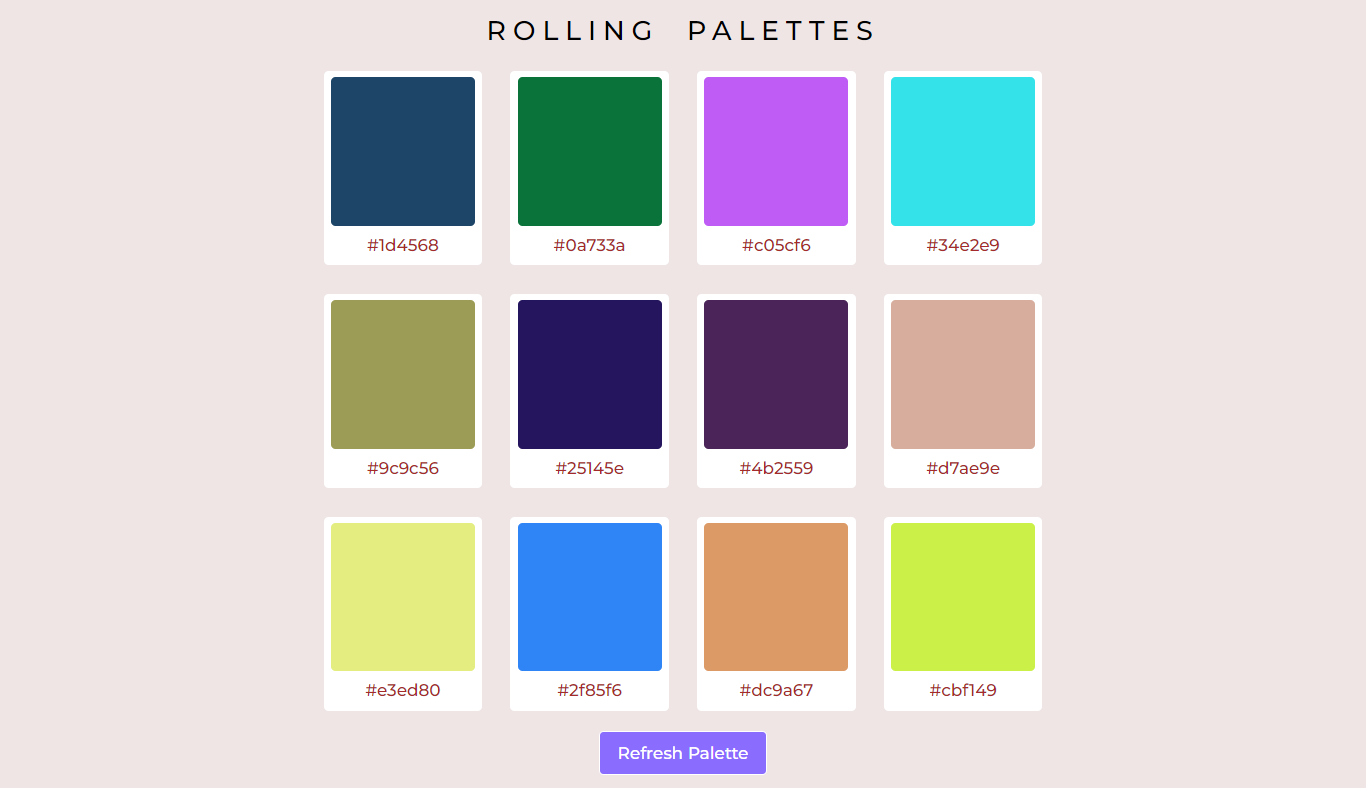 ROLLING PALETTES
#1d4568 #0a733a #c05cf6 #34e2e9
#9c9c56 #25145e #4b2559 #d7ae9e
#e3ed80 #2f85f6 #dc9a67 #cbf149
Refresh Palette